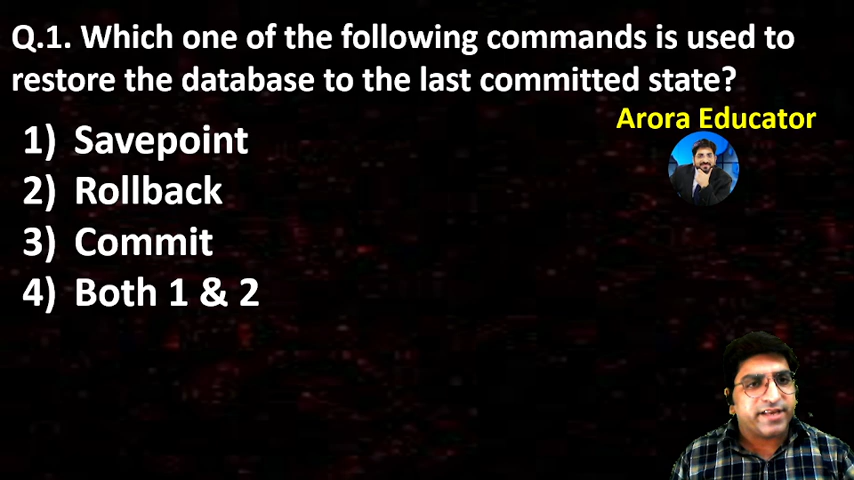 Q.1. Which one of the following commands is used to
restore the database to the last committed state?
Arora Educator
1) Savepoint
2) Rollback
3) Commit
4) Both 1 & 2